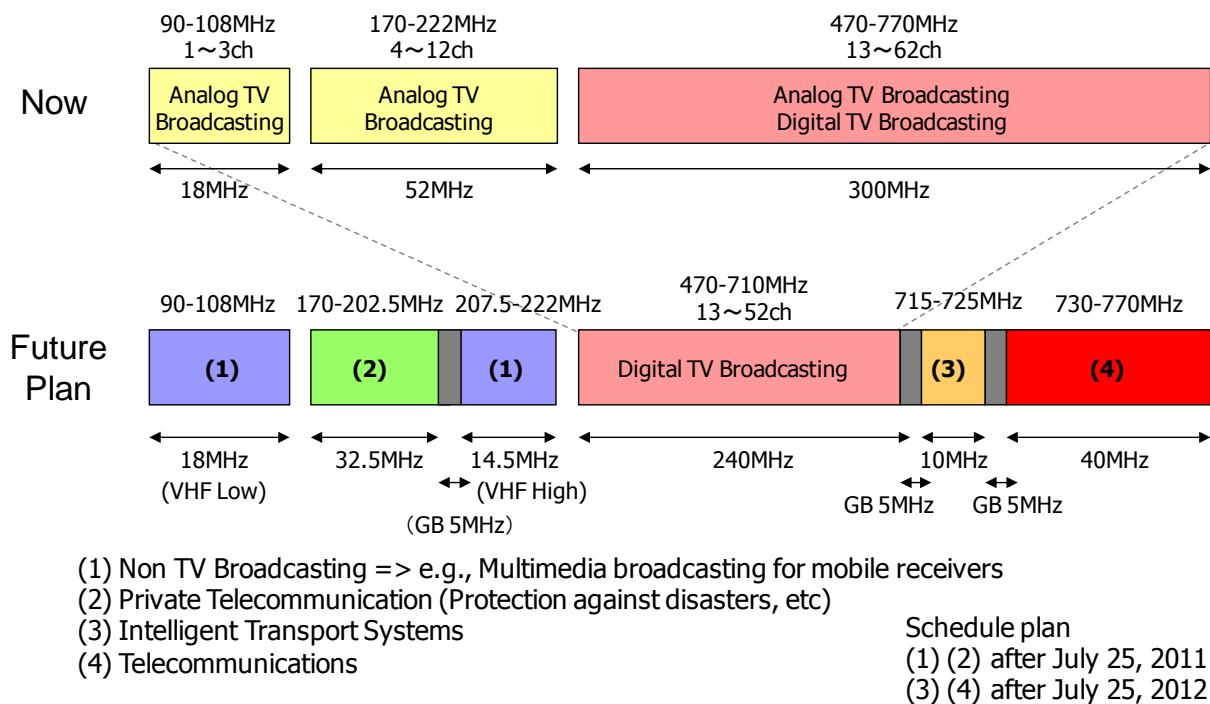 90-108MHz
1～3ch
170-222MHz
4～12ch
470-770MHz
13～62ch
Now
Analog TV
Broadcasting
Analog TV
Broadcasting
Analog TV Broadcasting
Digital TV Broadcasting
18MHz
52MHz
300MHz
90-108MHz
170-202.5MHz
207.5-222MHz
470-710MHz
13～52ch
715-725MHz
730-770MHz
Future
Plan
(1)
(2)
(1)
Digital TV Broadcasting
(3)
(4)
18MHz
(VHF Low)
32.5MHz
（GB 5MHz）
14.5MHz
(VHF High)
240MHz
10MHz
40MHz
GB 5MHz
GB 5MHz
(1) Non TV Broadcasting => e.g., Multimedia broadcasting for mobile receivers
(2) Private Telecommunication (Protection against disasters, etc)
(3) Intelligent Transport Systems
(4) Telecommunications
Schedule plan
(1) (2) after July 25, 2011
(3) (4) after July 25, 2012